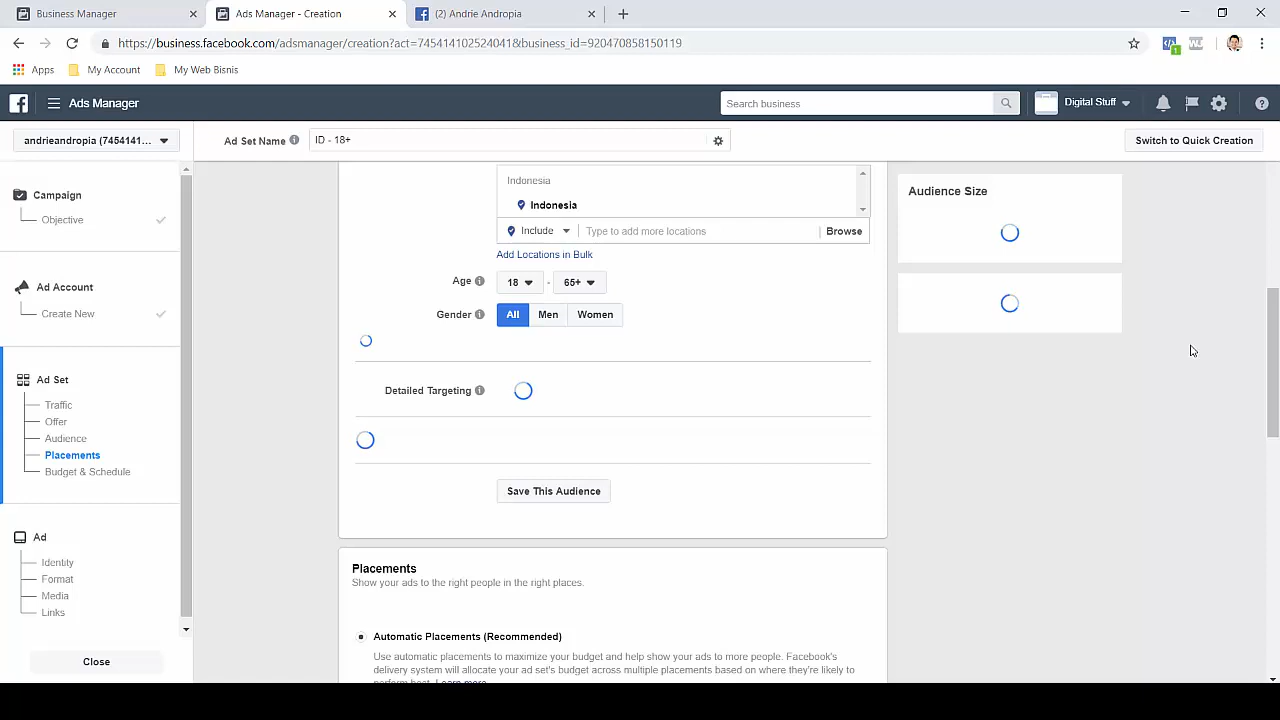 Business Manager
Ads Manager - Creation
(2) Andrie Andropia
https://business.facebook.com/adsmanager/creation?act=745414102524041&business_id=920470858150119
Apps
My Account
My Web Bisnis
Ads Manager
Search business
Digital Stuff
andrieandropia (7454141...
Ad Set Name
ID - 18+
Switch to Quick Creation
Campaign
Objective
Ad Account
Create New
Ad Set
Traffic
Offer
Audience
Placements
Budget & Schedule
Ad
Identity
Format
Media
Links
Close
Indonesia
Indonesia
Include
Type to add more locations
Browse
Add Locations in Bulk
Age
18
-
65+
Gender
All
Men
Women
Detailed Targeting
Save This Audience
Placements
Show your ads to the right people in the right places.
Automatic Placements (Recommended)
Use automatic placements to maximize your budget and help show your ads to more people. Facebook's
delivery system will allocate your ad set's budget across multiple placements based on where they're likely to
perform best. Learn more.
Audience Size